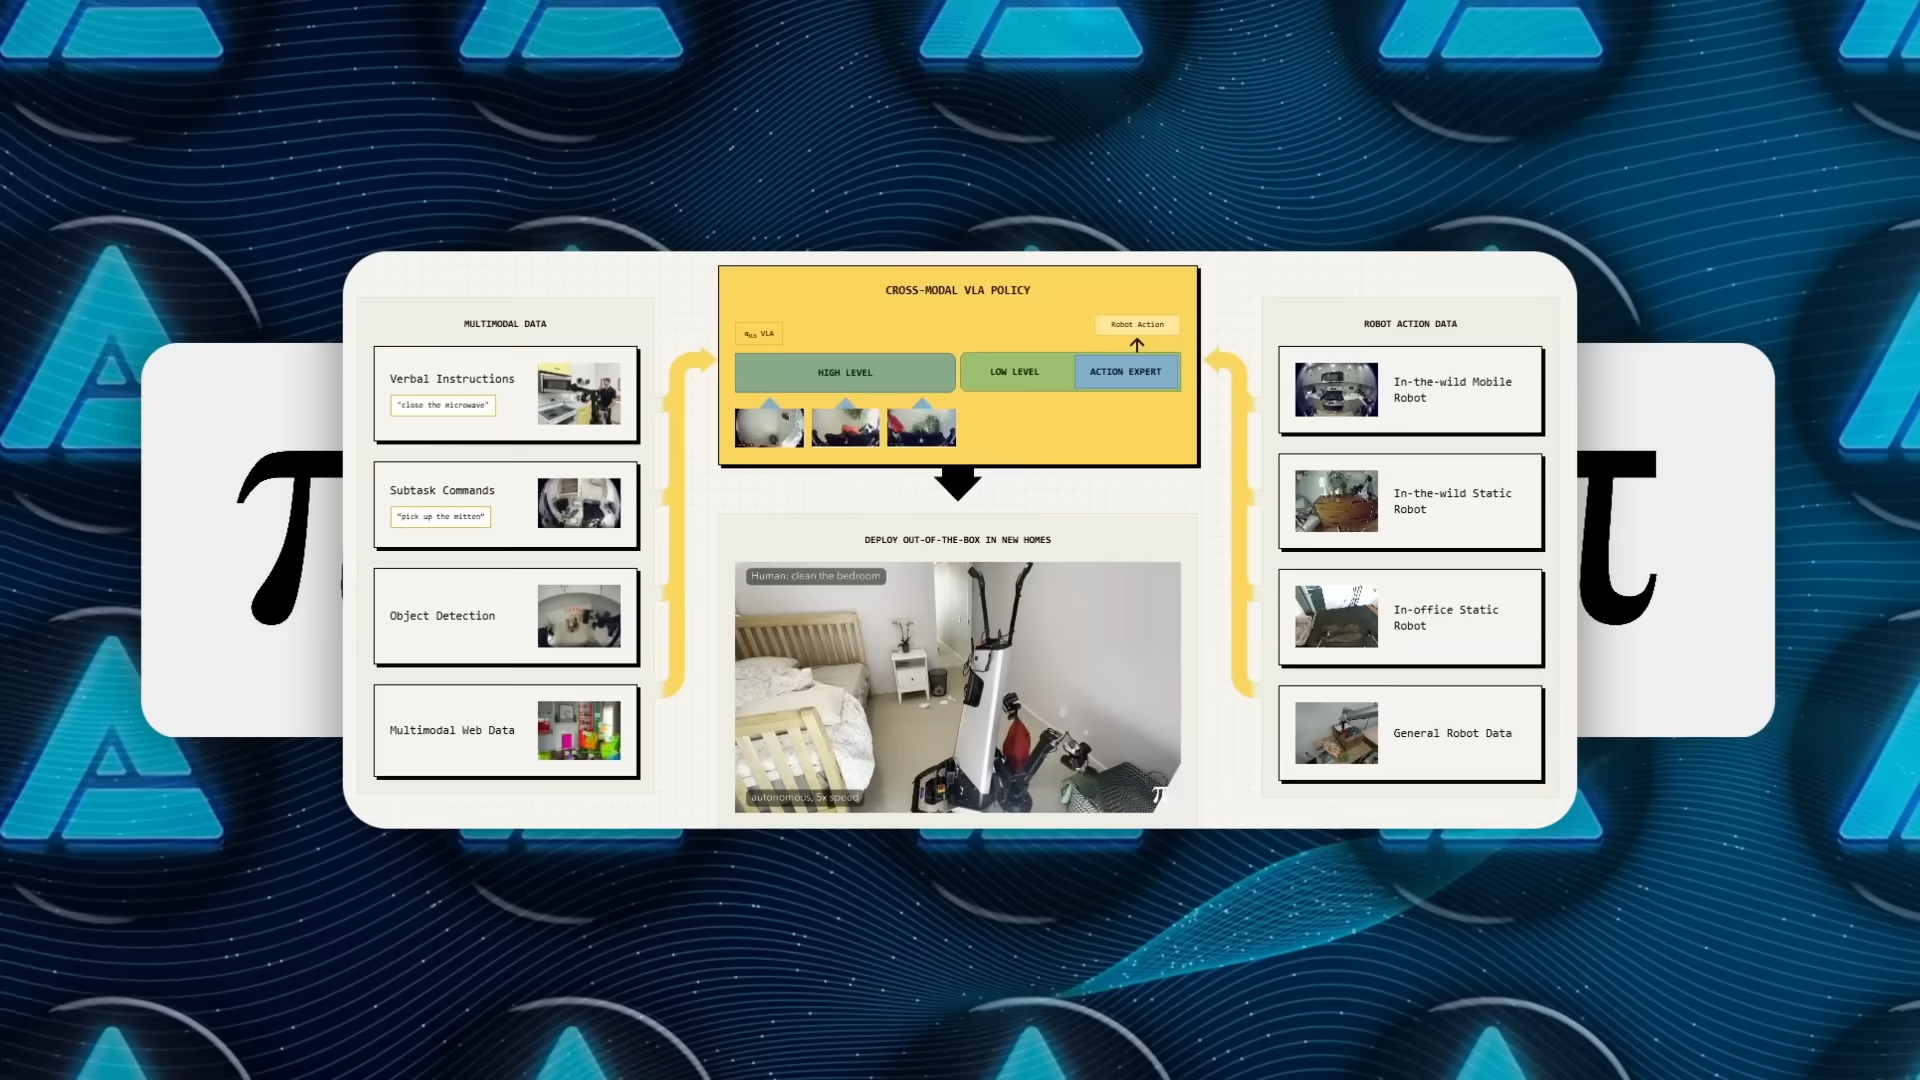 CROSS-MODAL VLA POLICY
π0.5 VLA
Robot Action
HIGH LEVEL
LOW LEVEL
ACTION EXPERT
MULTIMODAL DATA
Verbal Instructions
"close the microwave"
Subtask Commands
"pick up the mitten"
Object Detection
Multimodal Web Data
DEPLOY OUT-OF-THE-BOX IN NEW HOMES
Human: clean the bedroom
autonomous, 5x speed
π
ROBOT ACTION DATA
In-the-wild Mobile
Robot
In-the-wild Static
Robot
In-office Static
Robot
General Robot Data
π
π